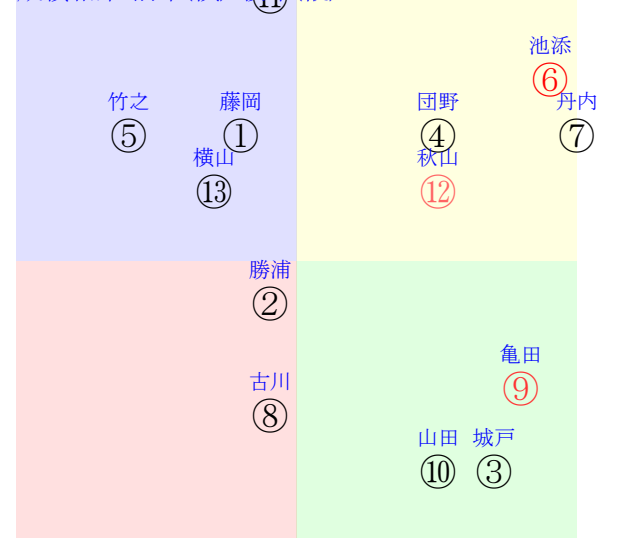 ⑪
池添
⑥
竹之
藤岡
団野
丹内
⑤
①
④
⑦
横山
秋山
⑬
⑫
勝浦
②
亀田
⑨
古川
⑧
山田
城戸
⑩
③